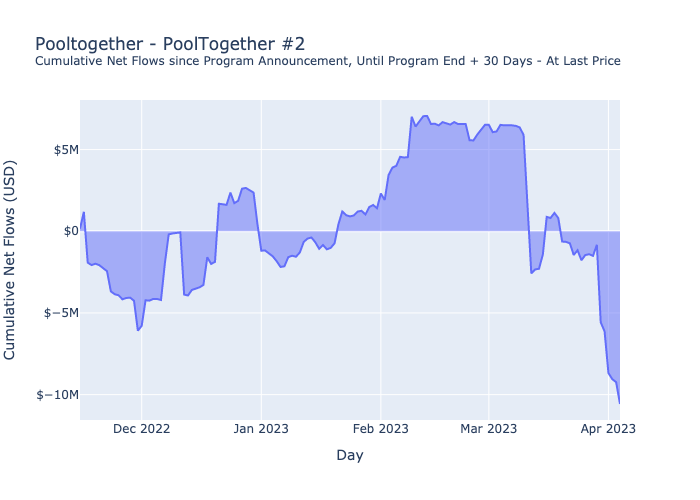 Pooltogether - PoolTogether #2
Cumulative Net Flows since Program Announcement, Until Program End + 30 Days - At Last Price
Cumulative Net Flows (USD)
$5M
$0
$−5M
$−10M
Dec 2022
Jan 2023
Feb 2023
Mar 2023
Apr 2023
Day